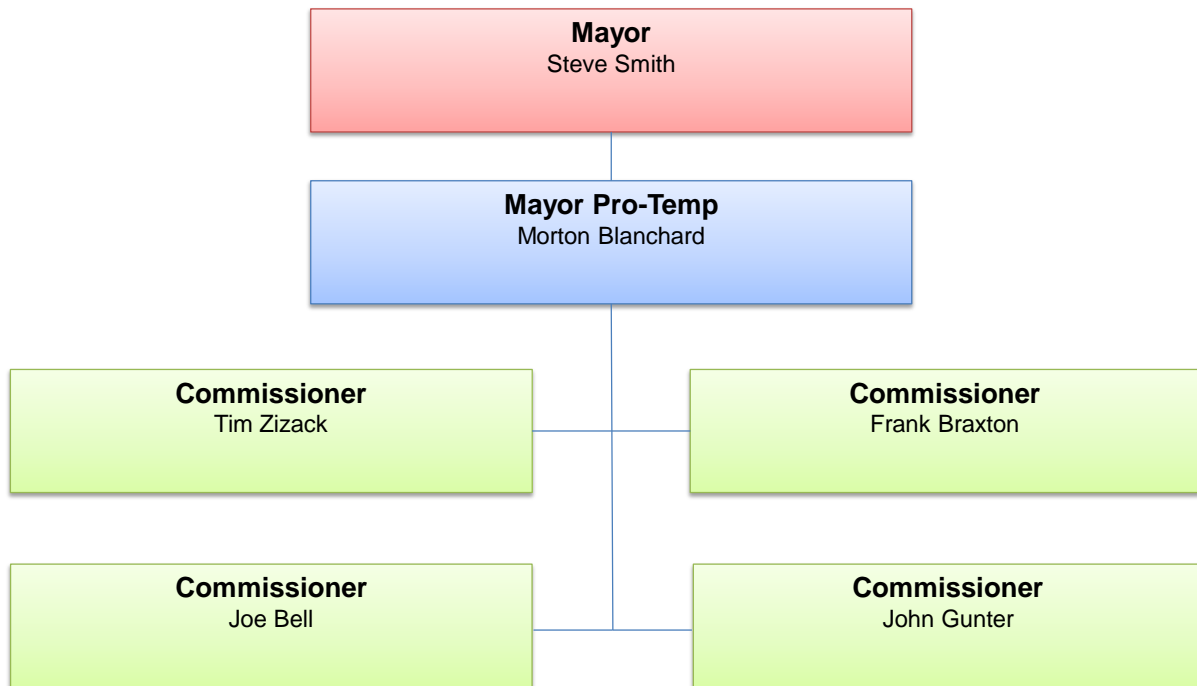 Mayor
Steve Smith
Mayor Pro-Temp
Morton Blanchard
Commissioner
Tim Zizack
Commissioner
Frank Braxton
Commissioner
Joe Bell
Commissioner
John Gunter